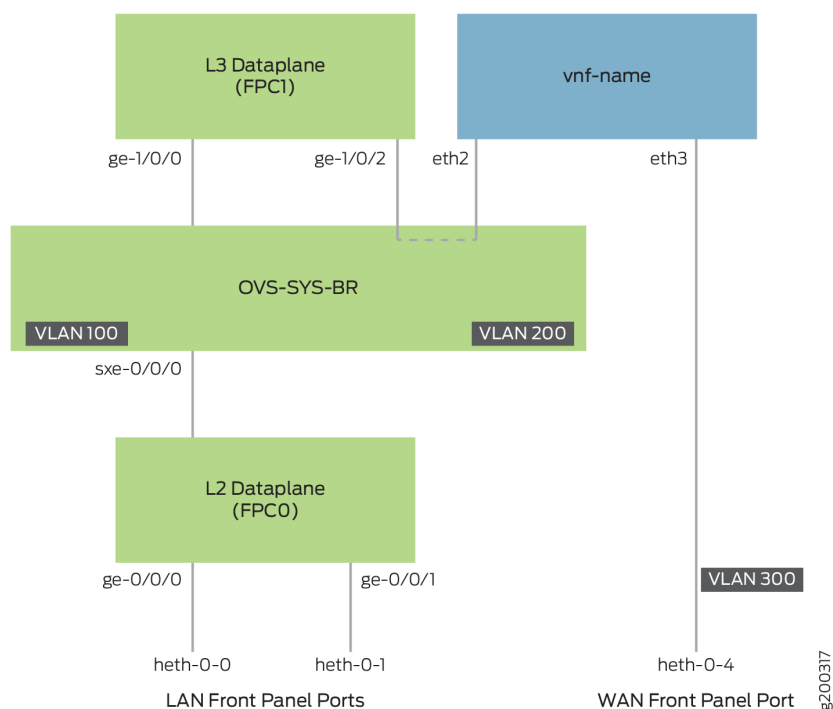 L3 Dataplane
(FPC1)
vnf-name
ge-1/0/0
ge-1/0/2
eth2
eth3
OVS-SYS-BR
VLAN 100
VLAN 200
sxe-0/0/0
L2 Dataplane
(FPC0)
ge-0/0/0
ge-0/0/1
VLAN 300
heth-0-0
heth-0-1
heth-0-4
LAN Front Panel Ports
WAN Front Panel Port
g200317